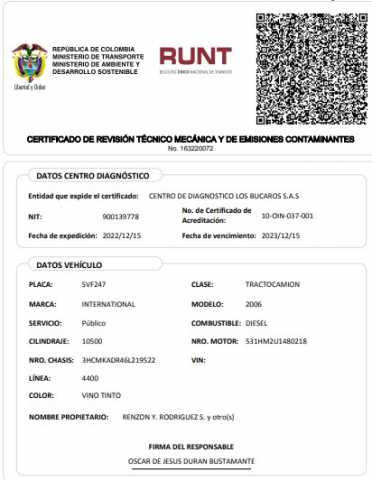 REPÚBLICA DE COLOMBIA
MINISTERIO DE TRANSPORTE
MINISTERIO DE AMBIENTE Y
DESARROLLO SOSTENIBLE
Libertad y Orden
RUNT
REGISTRO ÚNICO NACIONAL DE TRÁNSITO
CERTIFICADO DE REVISIÓN TÉCNICO MECÁNICA Y DE EMISIONES CONTAMINANTES
No. 163220072
DATOS CENTRO DIAGNÓSTICO
Entidad que expide el certificado: CENTRO DE DIAGNOSTICO LOS BUCAROS S.A.S
NIT: 900139778 No. de Certificado de Acreditación: 10-OIN-037-001
Fecha de expedición: 2022/12/15 Fecha de vencimiento: 2023/12/15
DATOS VEHÍCULO
PLACA: SVF247 CLASE: TRACTOCAMION
MARCA: INTERNATIONAL MODELO: 2006
SERVICIO: Público COMBUSTIBLE: DIESEL
CILINDRAJE: 10500 NRO. MOTOR: 531HM2U1480218
NRO. CHASIS: 3HCMKADR46L219522 VIN:
LÍNEA: 4400
COLOR: VINO TINTO
NOMBRE PROPIETARIO: RENZON Y. RODRIGUEZ S. y otro(s)
FIRMA DEL RESPONSABLE
OSCAR DE JESUS DURAN BUSTAMANTE